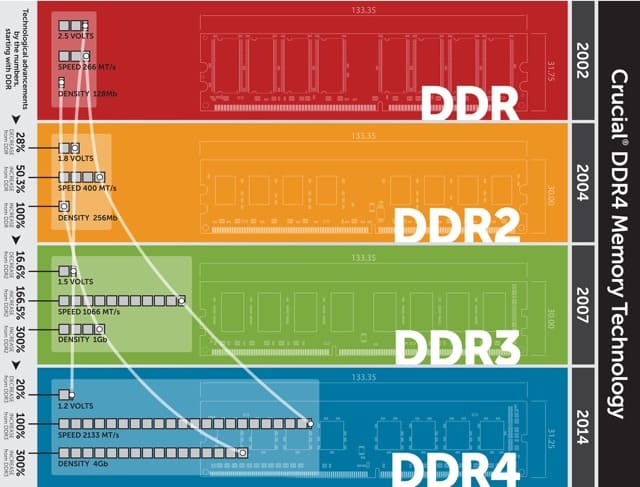 Crucial® DDR4 Memory Technology
Technological advancements
by the numbers
starting with DDR
2.5 VOLTS
SPEED 266 MT/s
DENSITY 128Mb
133.35
31.75
DDR
2002
28%
DECREASE
from DDR
50.3%
INCREASE
from DDR
100%
INCREASE
from DDR
1.8 VOLTS
SPEED 400 MT/s
DENSITY 256Mb
133.35
30.00
DDR2
2004
16.6%
DECREASE
from DDR2
166.5%
INCREASE
from DDR2
300%
INCREASE
from DDR2
1.5 VOLTS
SPEED 1066 MT/s
DENSITY 1Gb
133.35
30.00
DDR3
2007
20%
DECREASE
from DDR3
100%
INCREASE
from DDR3
300%
INCREASE
from DDR3
1.2 VOLTS
SPEED 2133 MT/s
DENSITY 4Gb
133.35
31.25
DDR4
2014